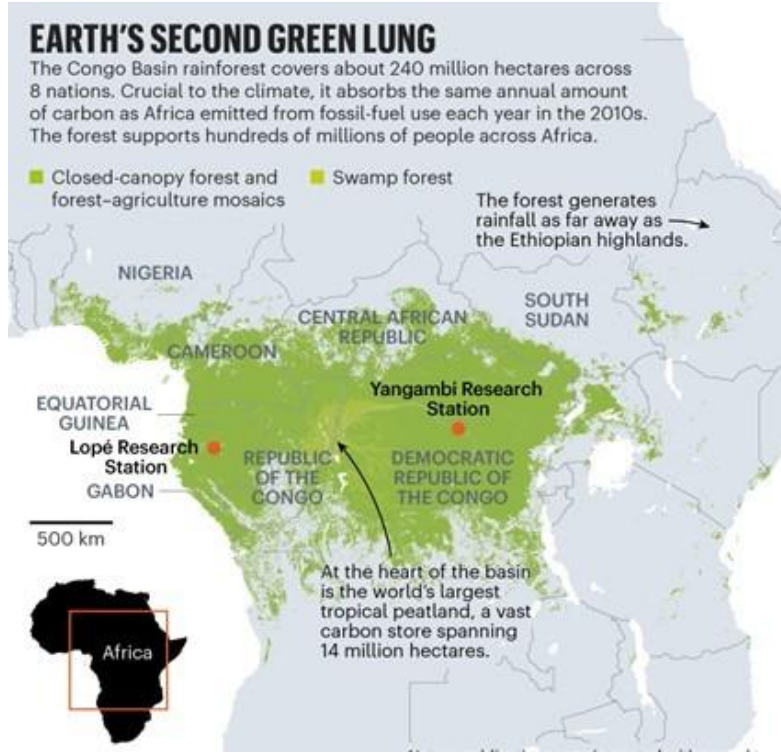 EARTH'S SECOND GREEN LUNG
The Congo Basin rainforest covers about 240 million hectares across
8 nations. Crucial to the climate, it absorbs the same annual amount
of carbon as Africa emitted from fossil-fuel use each year in the 2010s.
The forest supports hundreds of millions of people across Africa.
Closed-canopy forest and
forest–agriculture mosaics
Swamp forest
The forest generates
rainfall as far away as
the Ethiopian highlands.
NIGERIA
CENTRAL AFRICAN
REPUBLIC
SOUTH
SUDAN
CAMEROON
EQUATORIAL
GUINEA
Yangambi Research
Station
Lopé Research
Station
REPUBLIC
OF THE
CONGO
DEMOCRATIC
REPUBLIC OF
THE CONGO
GABON
500 km
At the heart of the basin
is the world's largest
tropical peatland, a vast
carbon store spanning
14 million hectares.
Africa